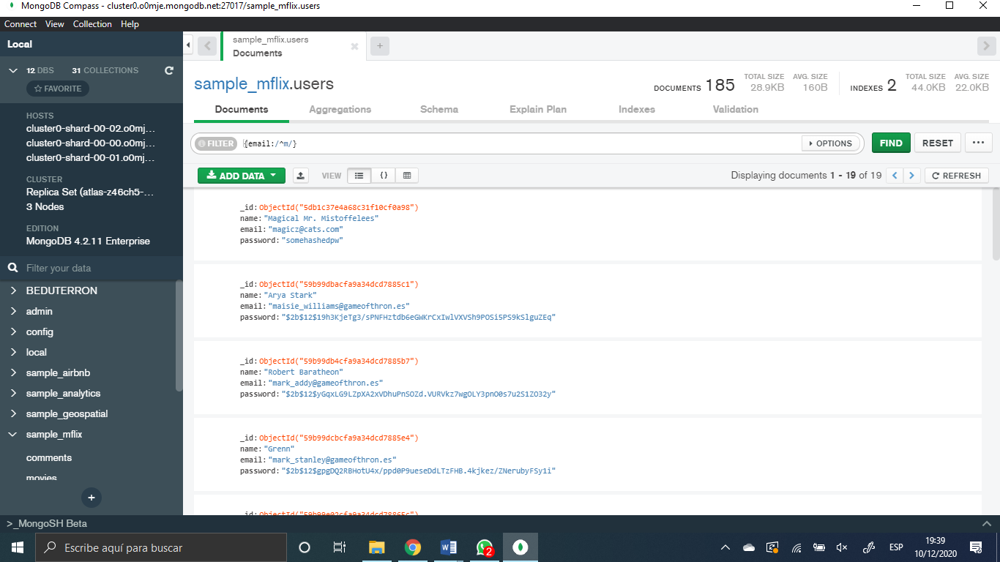 MongoDB Compass - cluster0.o0mje.mongodb.net:27017/sample_mflix.users
Connect View Collection Help
Local
12 DBS 31 COLLECTIONS
FAVORITE
HOSTS
cluster0-shard-00-02.o0mj...
cluster0-shard-00-00.o0mj...
cluster0-shard-00-01.o0mj...
CLUSTER
Replica Set (atlas-z46ch5-...
3 Nodes
EDITION
MongoDB 4.2.11 Enterprise
Filter your data
BEDUTERRON
admin
config
local
sample_airbnb
sample_analytics
sample_geospatial
sample_mflix
comments
movies
sample_mflix.users
Documents
sample_mflix.users
DOCUMENTS 185 TOTAL SIZE 28.9KB AVG. SIZE 160B INDEXES 2 TOTAL SIZE 44.0KB AVG. SIZE 22.0KB
Documents Aggregations Schema Explain Plan Indexes Validation
FILTER {email:/^m/} OPTIONS FIND RESET ...
ADD DATA VIEW {} Displaying documents 1 - 19 of 19 REFRESH
_id:ObjectId("5db1c37e4a68c31f10cf0a98")
name:"Magical Mr. Mistoffelees"
email:"magicz@cats.com"
password:"somehashedpw"
_id:ObjectId("59b99dbacfa9a34dcd7885c1")
name:"Arya Stark"
email:"maisie_williams@gameofthron.es"
password:"$2b$12$19h3KjeTg3/sPNFHztdb6eGWKrCxIwlVXVSh9POSi5PS9kSlguZEq"
_id:ObjectId("59b99db4cfa9a34dcd7885b7")
name:"Robert Baratheon"
email:"mark_addy@gameofthron.es"
password:"$2b$12$yGqxLG9LZpXA2xVDhuPnSOZd.VURVkz7wgOLY3pnO0s7u2S1ZO32y"
_id:ObjectId("59b99dcbcfa9a34dcd7885e4")
name:"Grenn"
email:"mark_stanley@gameofthron.es"
password:"$2b$12$gpgDQ2RBHotU4x/ppd0P9ueseDdLTzFHB.4kjkez/ZNerubyFSy1i"
_id:ObjectId("59b99e02cfa9a34dcd78865c")
>_MongoSH Beta
Escribe aquí para buscar
2
ESP
19:39
10/12/2020